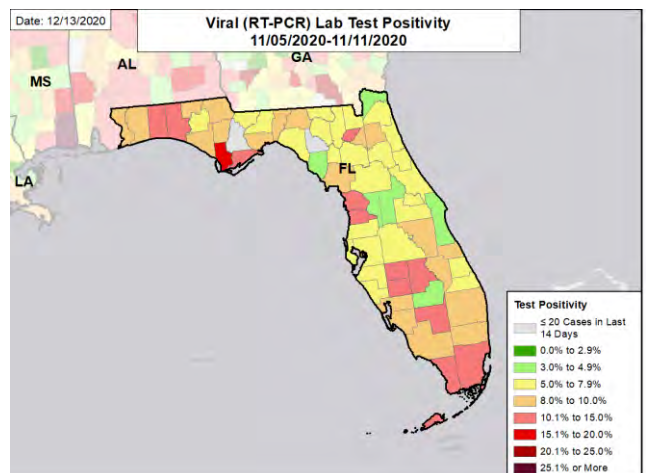 Date: 12/13/2020
Viral (RT-PCR) Lab Test Positivity
11/05/2020-11/11/2020
MS
AL
GA
LA
FL
Test Positivity
≤ 20 Cases in Last
14 Days
0.0% to 2.9%
3.0% to 4.9%
5.0% to 7.9%
8.0% to 10.0%
10.1% to 15.0%
15.1% to 20.0%
20.1% to 25.0%
25.1% or More